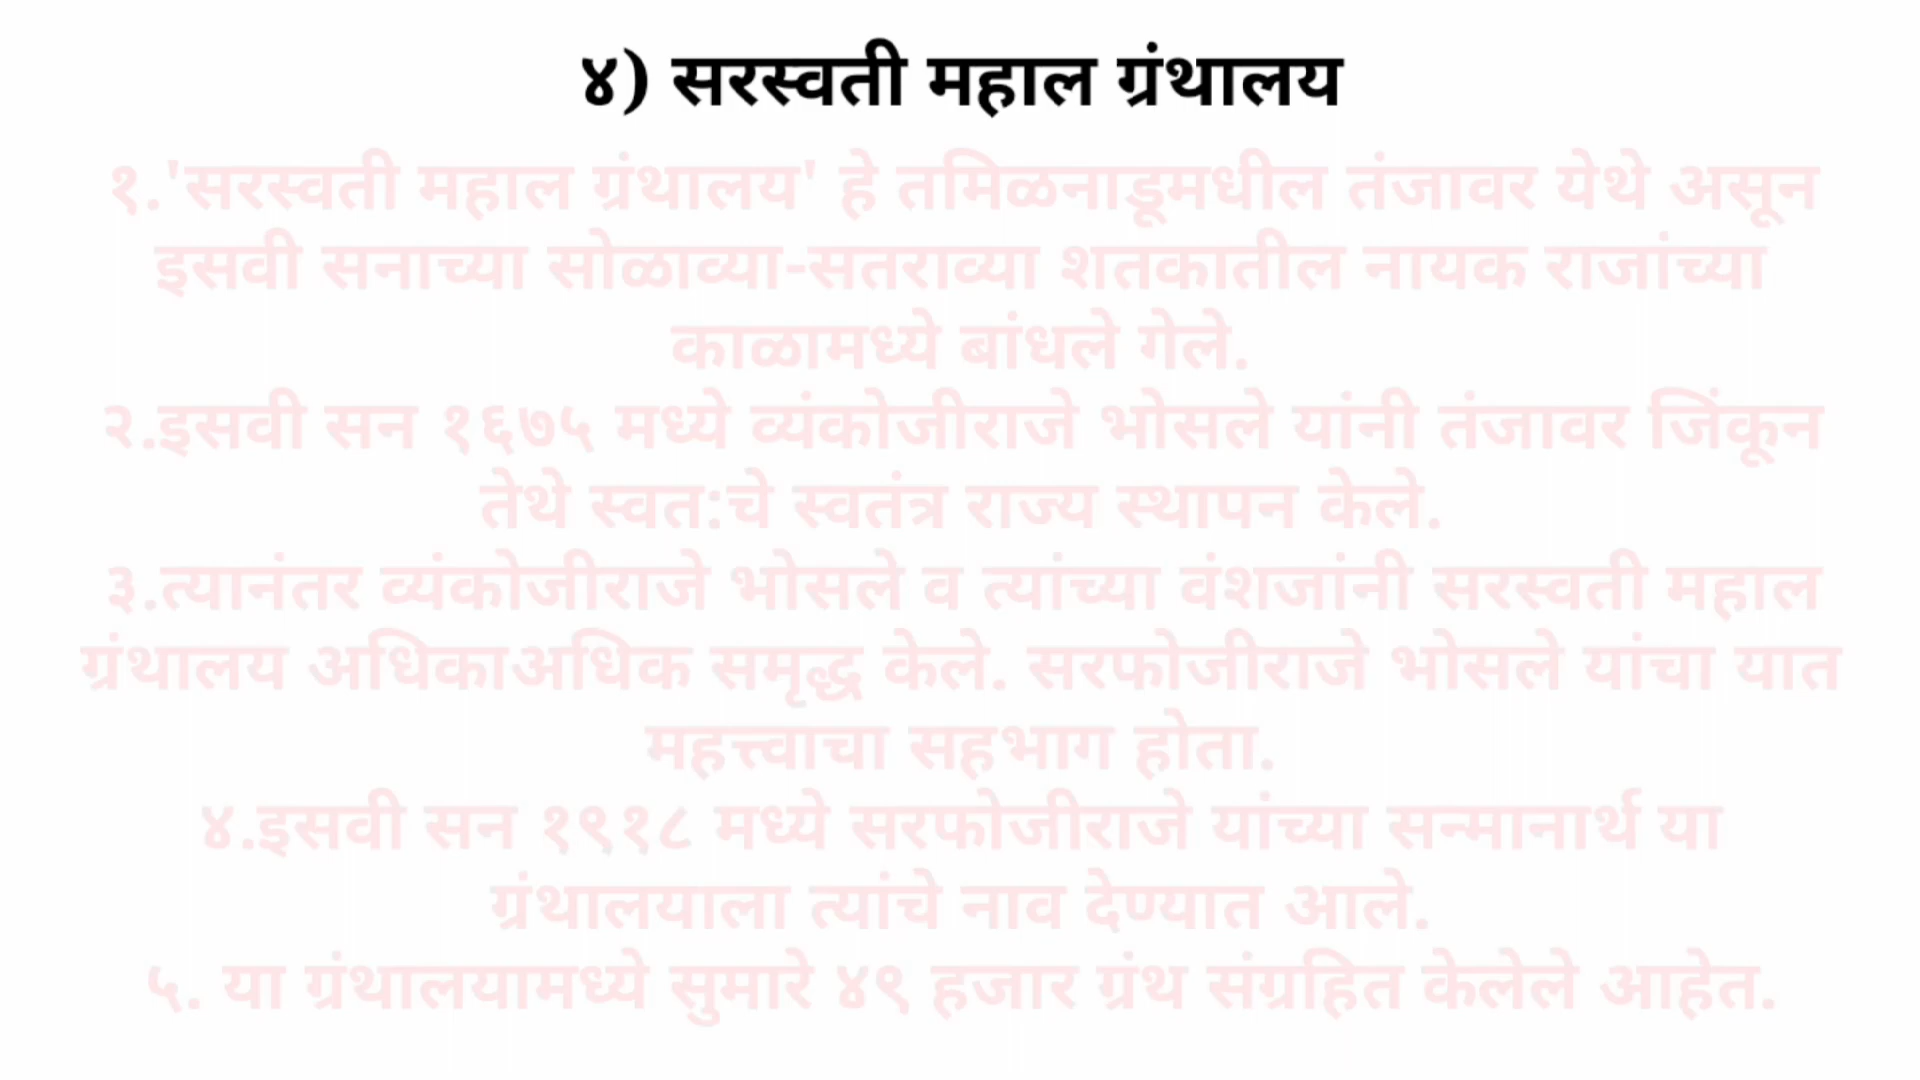 ४) सरस्वती महाल ग्रंथालय
१.'सरस्वती महाल ग्रंथालय' हे तमिळनाडूमधील तंजावर येथे असून
इसवी सनाच्या सोळाव्या-सतराव्या शतकातील नायक राजांच्या
काळामध्ये बांधले गेले.
२.इसवी सन १६७५ मध्ये व्यंकोजीराजे भोसले यांनी तंजावर जिंकून
तेथे स्वत:चे स्वतंत्र राज्य स्थापन केले.
३.त्यानंतर व्यंकोजीराजे भोसले व त्यांच्या वंशजांनी सरस्वती महाल
ग्रंथालय अधिकाअधिक समृद्ध केले. सरफोजीराजे भोसले यांचा यात
महत्त्वाचा सहभाग होता.
४.इसवी सन १९१८ मध्ये सरफोजीराजे यांच्या सन्मानार्थ या
ग्रंथालयाला त्यांचे नाव देण्यात आले.
५. या ग्रंथालयामध्ये सुमारे ४९ हजार ग्रंथ संग्रहित केलेले आहेत.